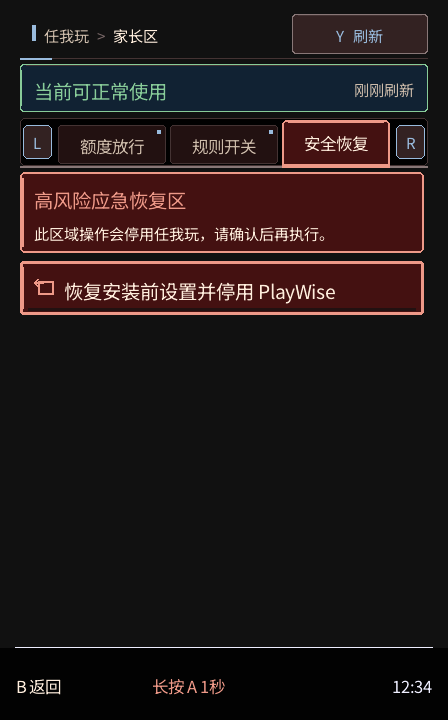 任我玩 > 家长区
Y 刷新
当前可正常使用
刚刚刷新
L
额度放行
规则开关
安全恢复
R
高风险应急恢复区
此区域操作会停用任我玩，请确认后再执行。
恢复安装前设置并停用 PlayWise
B 返回
长按 A 1秒
12:34